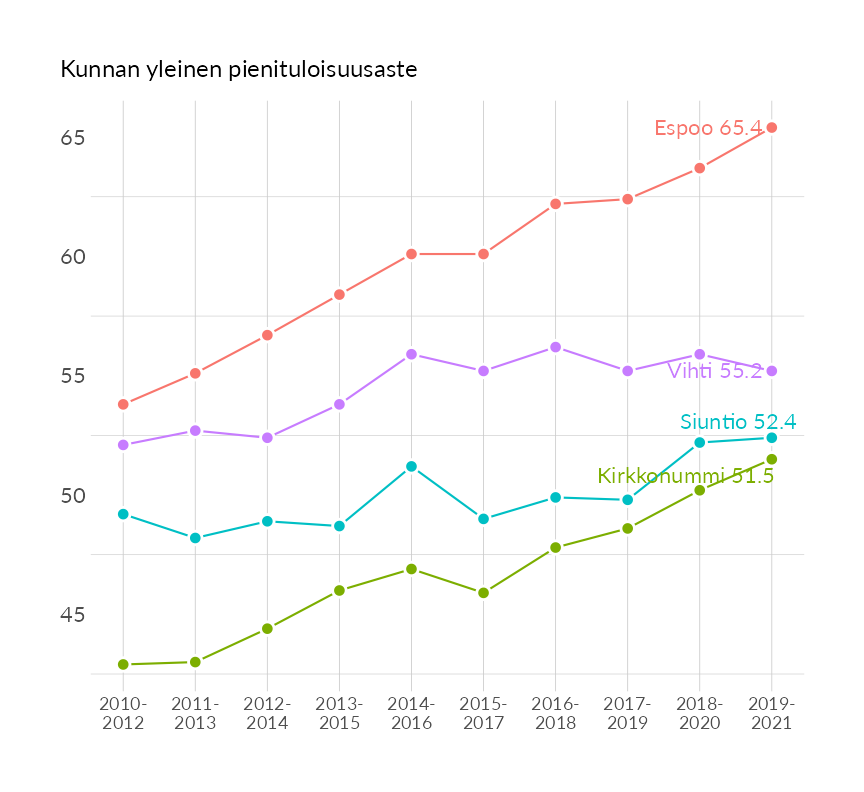 Kunnan yleinen pienituloisuusaste
65
Espoo 65.4
60
55
Vihti 55.2
Siuntio 52.4
Kirkkonummi 51.5
50
45
2010- 2011- 2012- 2013- 2014- 2015- 2016- 2017- 2018- 2019-
2012 2013 2014 2015 2016 2017 2018 2019 2020 2021